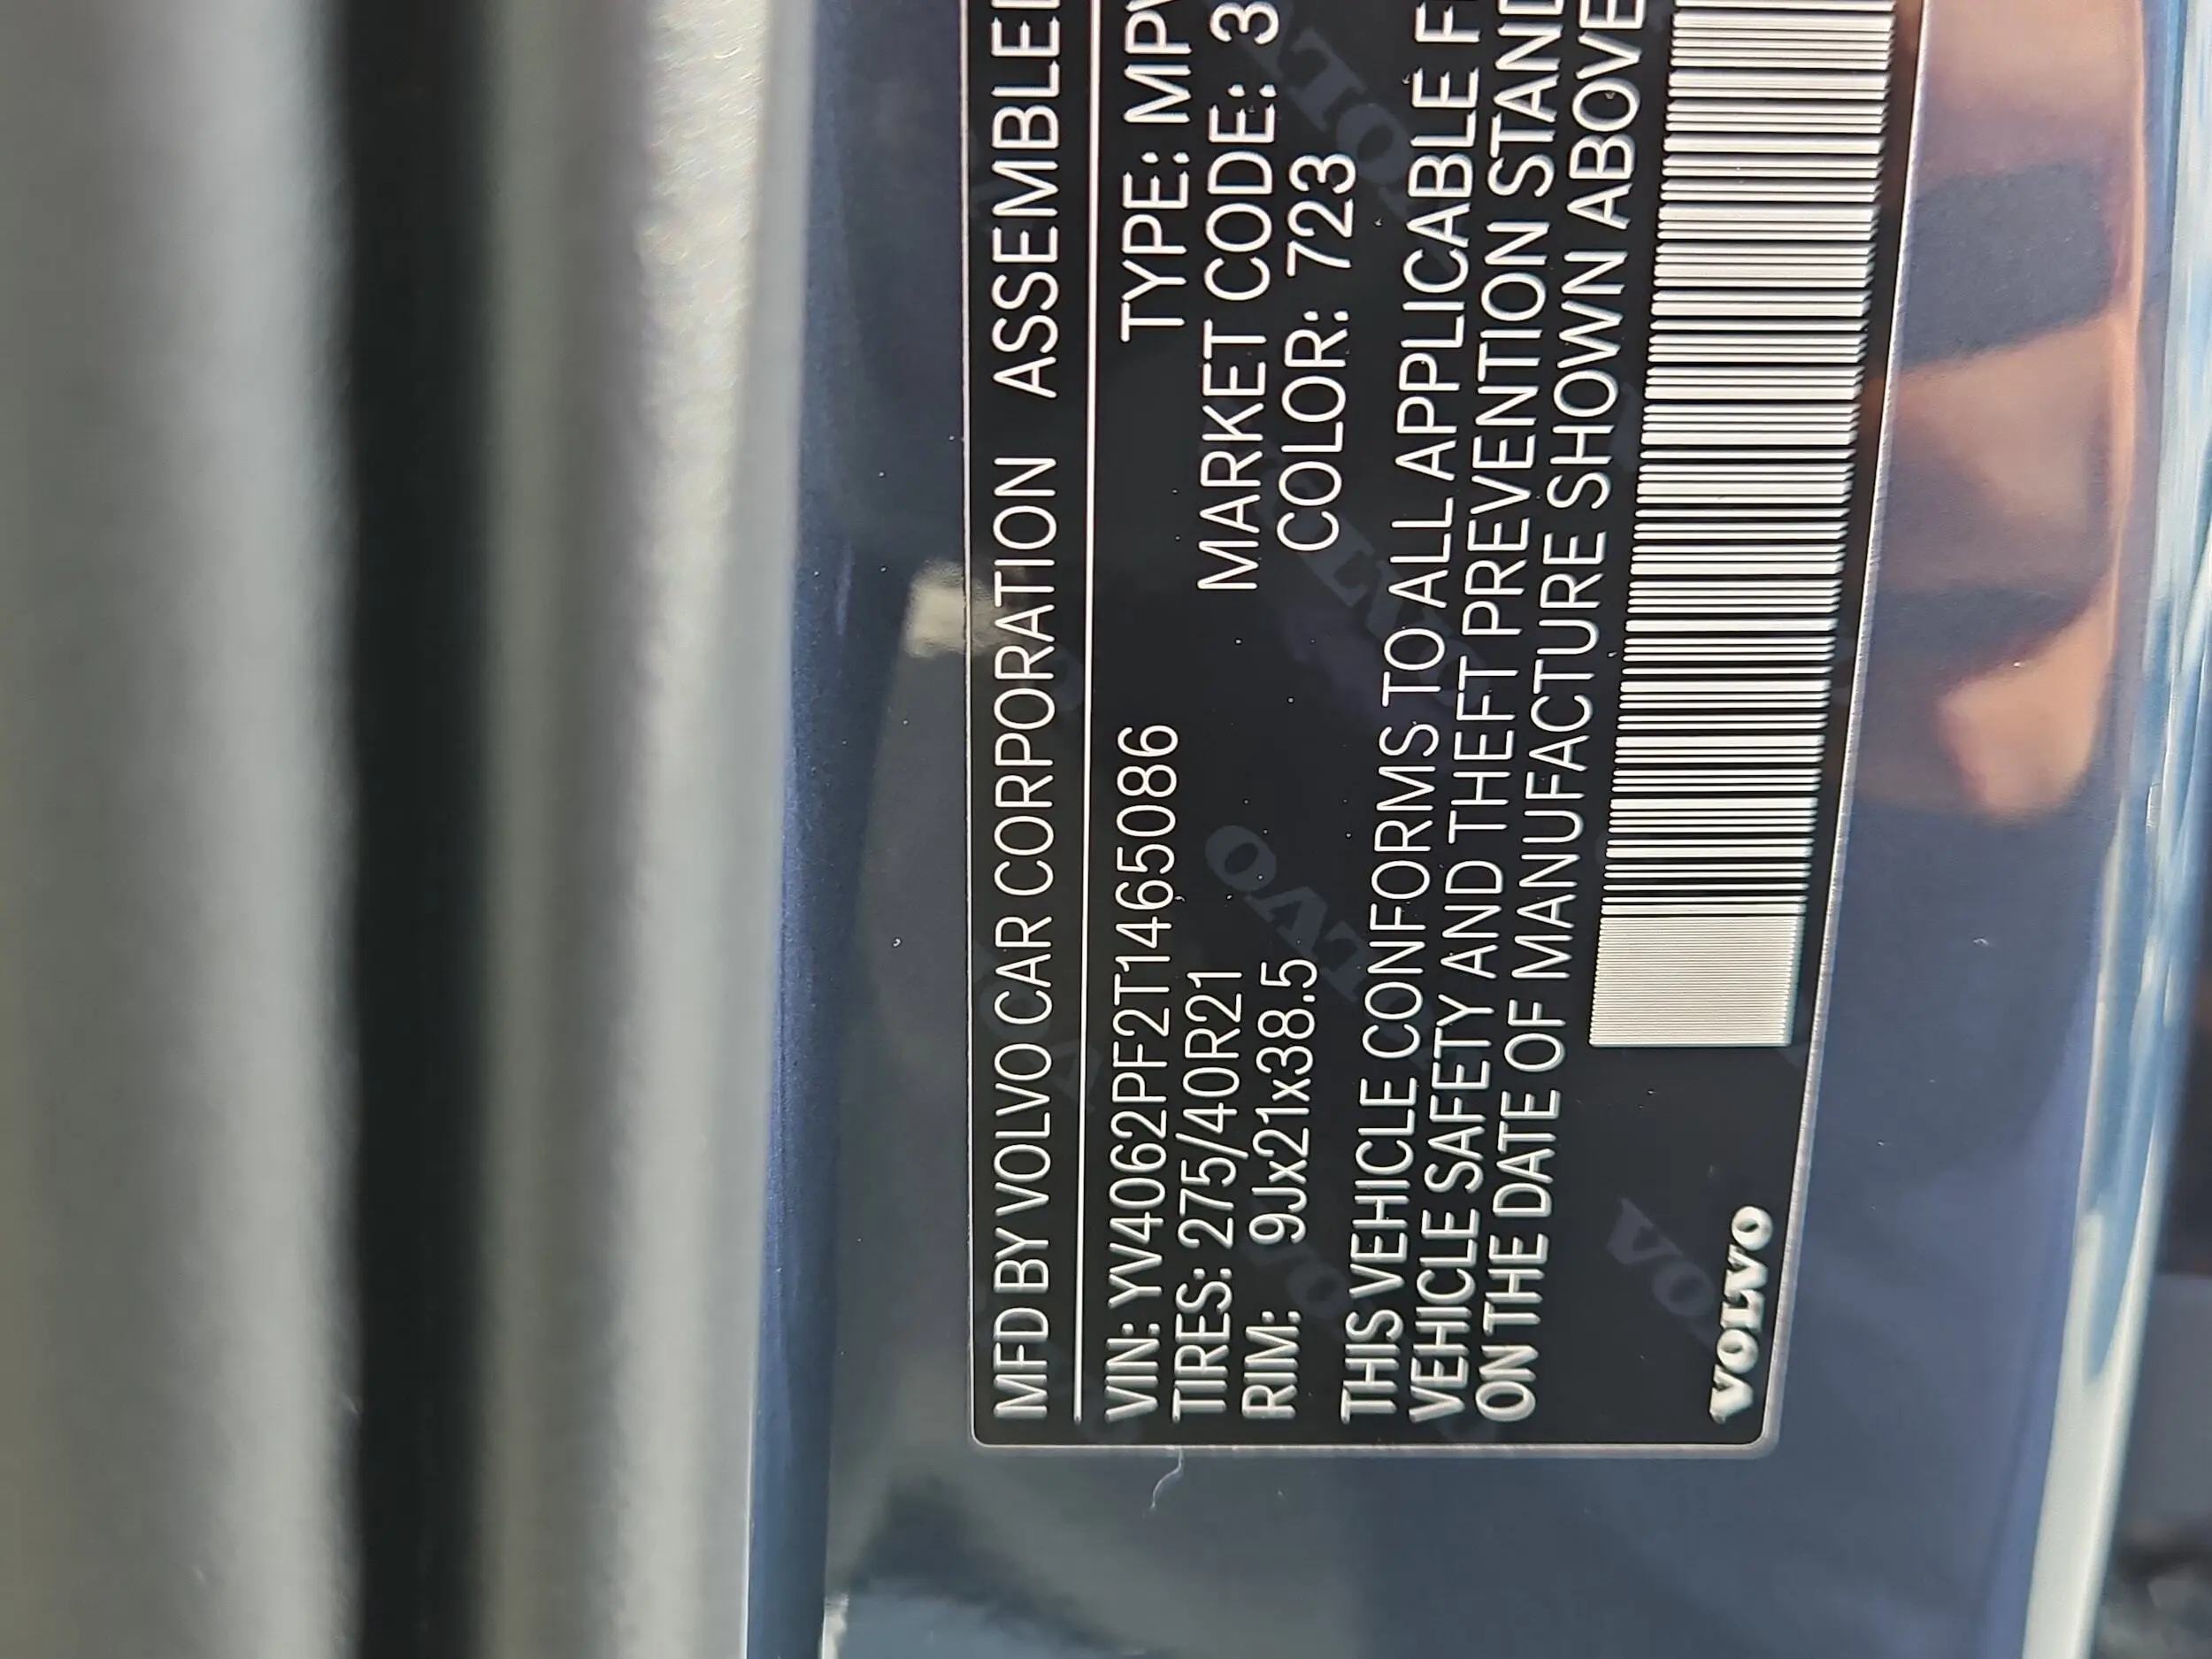 MFD BY VOLVO CAR CORPORATION ASSEMBLE
VIN: YV4062PF2T1465086 TYPE: MPV
TIRES: 275/40R21 MARKET CODE: 3
RIM: 9Jx21x38.5 COLOR: 723
THIS VEHICLE CONFORMS TO ALL APPLICABLE F
VEHICLE SAFETY AND THEFT PREVENTION STAND
ON THE DATE OF MANUFACTURE SHOWN ABOVE
VOLVO